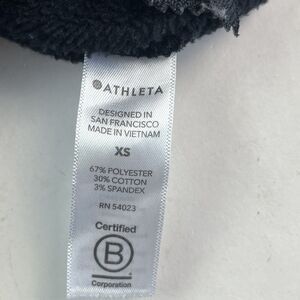 ATHLETA
DESIGNED IN
SAN FRANCISCO
MADE IN VIETNAM
XS
67% POLYESTER
30% COTTON
3% SPANDEX
RN 54023
Certified
B
Corporation